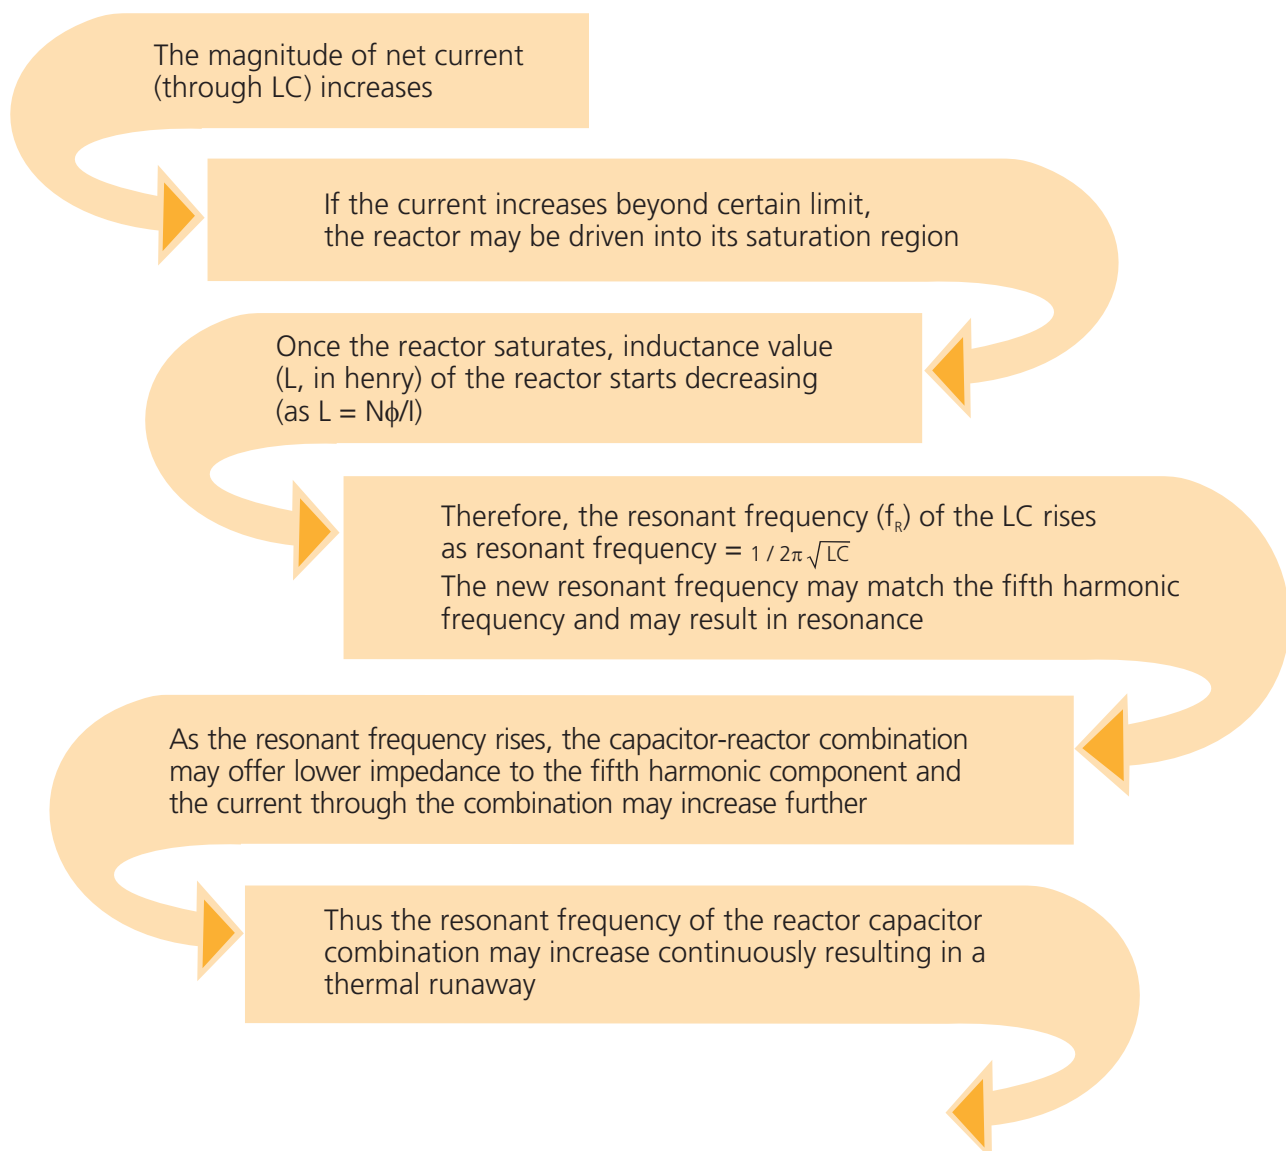 The magnitude of net current
(through LC) increases
If the current increases beyond certain limit,
the reactor may be driven into its saturation region
Once the reactor saturates, inductance value
(L, in henry) of the reactor starts decreasing
(as L = Nϕ/I)
Therefore, the resonant frequency (fR) of the LC rises
as resonant frequency = 1 / 2π√LC
The new resonant frequency may match the fifth harmonic
frequency and may result in resonance
As the resonant frequency rises, the capacitor-reactor combination
may offer lower impedance to the fifth harmonic component and
the current through the combination may increase further
Thus the resonant frequency of the reactor capacitor
combination may increase continuously resulting in a
thermal runaway